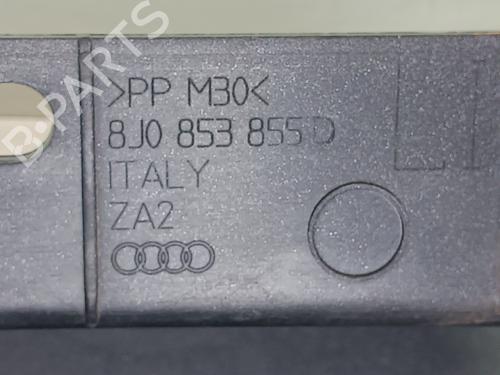 B-PARTS
>PP M30<
8J0 853 855 D
ITALY
ZA2